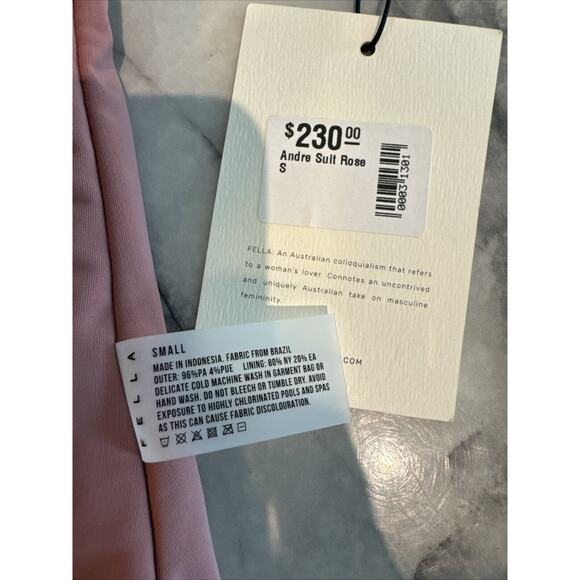 $230.00
Andre Suit Rose
S
00031301
FELLA: An Australian colloquialism that refers
to a woman's lover. Connotes an uncontrived
and uniquely Australian take on masculine
femininity.
.COM
FELLA
SMALL
MADE IN INDONESIA. FABRIC FROM BRAZIL
OUTER: 96%PA 4%PUE LINING: 80% NY 20% EA
DELICATE COLD MACHINE WASH IN GARMENT BAG OR
HAND WASH. DO NOT BLEECH OR TUMBLE DRY. AVOID
EXPOSURE TO HIGHLY CHLORINATED POOLS AND SPAS
AS THIS CAN CAUSE FABRIC DISCOLOURATION.